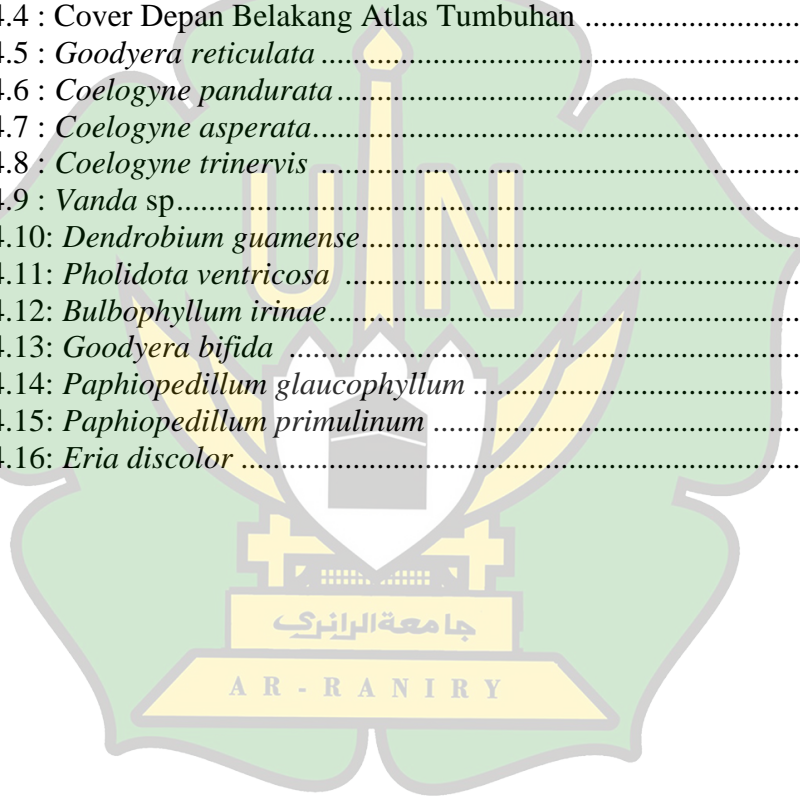 4.4 : Cover Depan Belakang Atlas Tumbuhan ............................
4.5 : Goodyera reticulata ............................................................
4.6 : Coelogyne pandurata ..........................................................
4.7 : Coelogyne asperata.............................................................
4.8 : Coelogyne trinervis ............................................................
4.9 : Vanda sp..............................................................................
4.10: Dendrobium guamense.......................................................
4.11: Pholidota ventricosa .........................................................
4.12: Bulbophyllum irinae...........................................................
4.13: Goodyera bifida ................................................................
4.14: Paphiopedillum glaucophyllum .........................................
4.15: Paphiopedillum primulinum ..............................................
4.16: Eria discolor ......................................................................
UIN
جامعة الرانري
AR-RANIRY